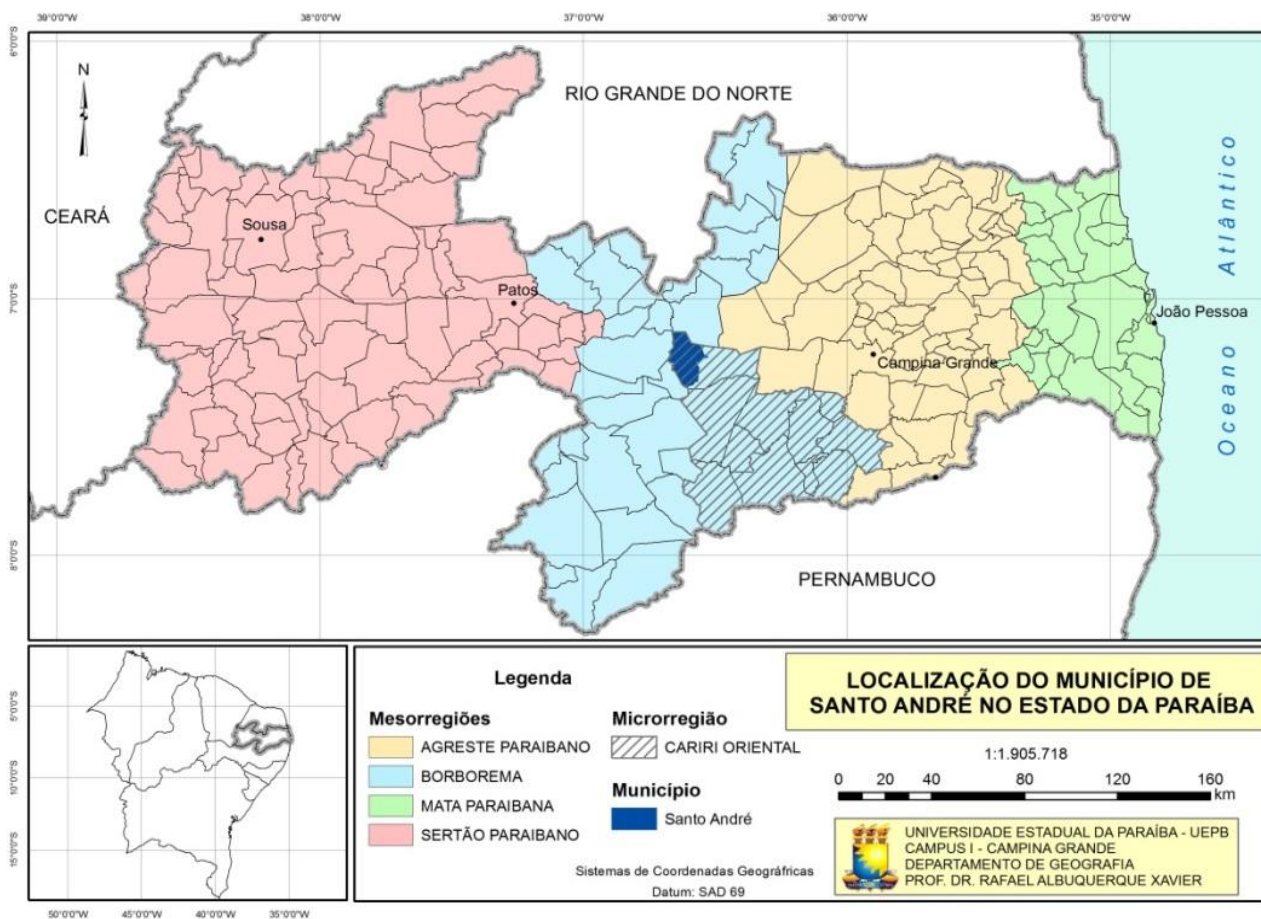 39°0'0"W
38°0'0"W
37°0'0"W
36°0'0"W
35°0'0"W
6°0'0"S
7°0'0"S
8°0'0"S
N
RIO GRANDE DO NORTE
CEARÁ
Sousa
Patos
Campina Grande
João Pessoa
Oceano Atlântico
PERNAMBUCO
5°0'0"S
10°0'0"S
15°0'0"S
50°0'0"W
45°0'0"W
40°0'0"W
35°0'0"W
Legenda
Mesorregiões
AGRESTE PARAIBANO
BORBOREMA
MATA PARAIBANA
SERTÃO PARAIBANO
Microrregião
CARIRI ORIENTAL
Município
Santo André
Sistemas de Coordenadas Geográficas
Datum: SAD 69
LOCALIZAÇÃO DO MUNICÍPIO DE
SANTO ANDRÉ NO ESTADO DA PARAÍBA
1:1.905.718
0 20 40 80 120 160
km
UNIVERSIDADE ESTADUAL DA PARAÍBA - UEPB
CAMPUS I - CAMPINA GRANDE
DEPARTAMENTO DE GEOGRAFIA
PROF. DR. RAFAEL ALBUQUERQUE XAVIER